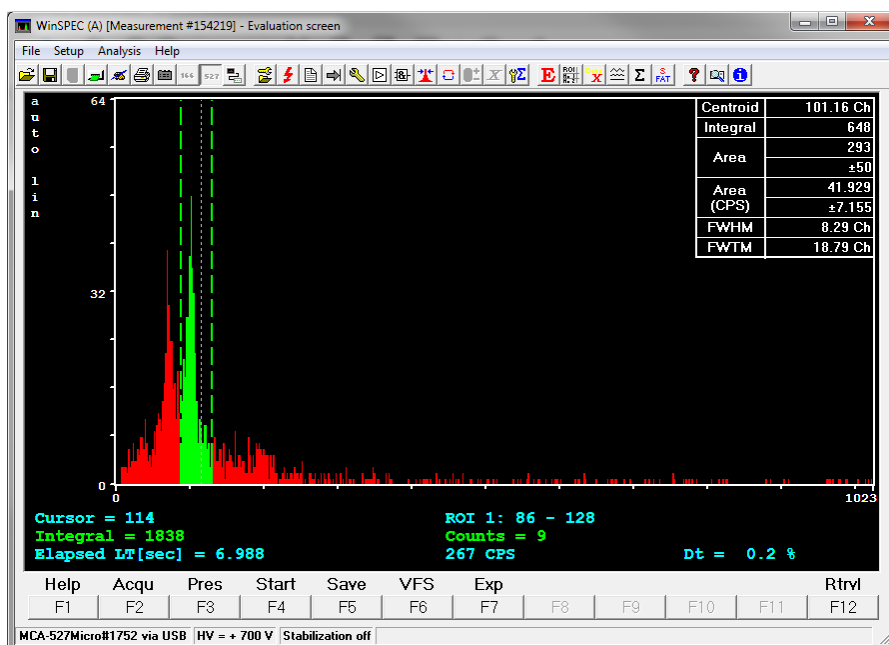 WinSPEC (A) [Measurement #154219] - Evaluation screen
File Setup Analysis Help
166 527 ROI E X Σ S FAT ?
auto lin
64
32
0
0 1023
Centroid 101.16 Ch
Integral 648
Area 293
±50
Area (CPS) 41.929
±7.155
FWHM 8.29 Ch
FWTM 18.79 Ch
Cursor = 114 ROI 1: 86 - 128
Integral = 1838 Counts = 9
Elapsed LT[sec] = 6.988 267 CPS Dt = 0.2 %
Help Acqu Pres Start Save VFS Exp Rtrvl
F1 F2 F3 F4 F5 F6 F7 F8 F9 F10 F11 F12
MCA-527Micro#1752 via USB HV = + 700 V Stabilization off